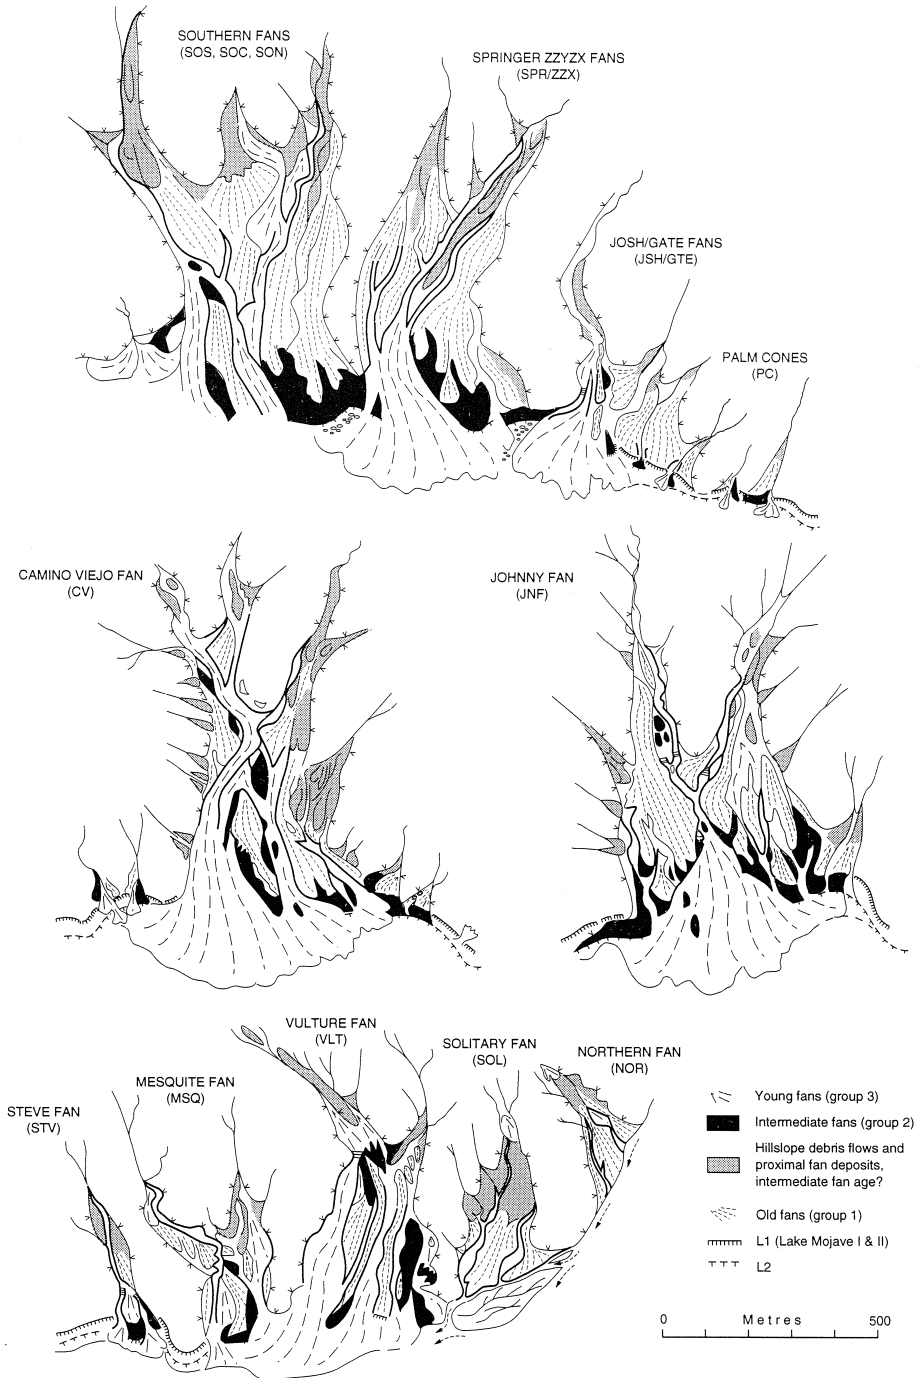 SOUTHERN FANS
(SOS, SOC, SON)
SPRINGER ZZYZX FANS
(SPR/ZZX)
JOSH/GATE FANS
(JSH/GTE)
PALM CONES
(PC)
CAMINO VIEJO FAN
(CV)
JOHNNY FAN
(JNF)
VULTURE FAN
(VLT)
SOLITARY FAN
(SOL)
NORTHERN FAN
(NOR)
MESQUITE FAN
(MSQ)
STEVE FAN
(STV)
Young fans (group 3)
Intermediate fans (group 2)
Hillslope debris flows and
proximal fan deposits,
intermediate fan age?
Old fans (group 1)
L1 (Lake Mojave I & II)
L2
0 Metres 500